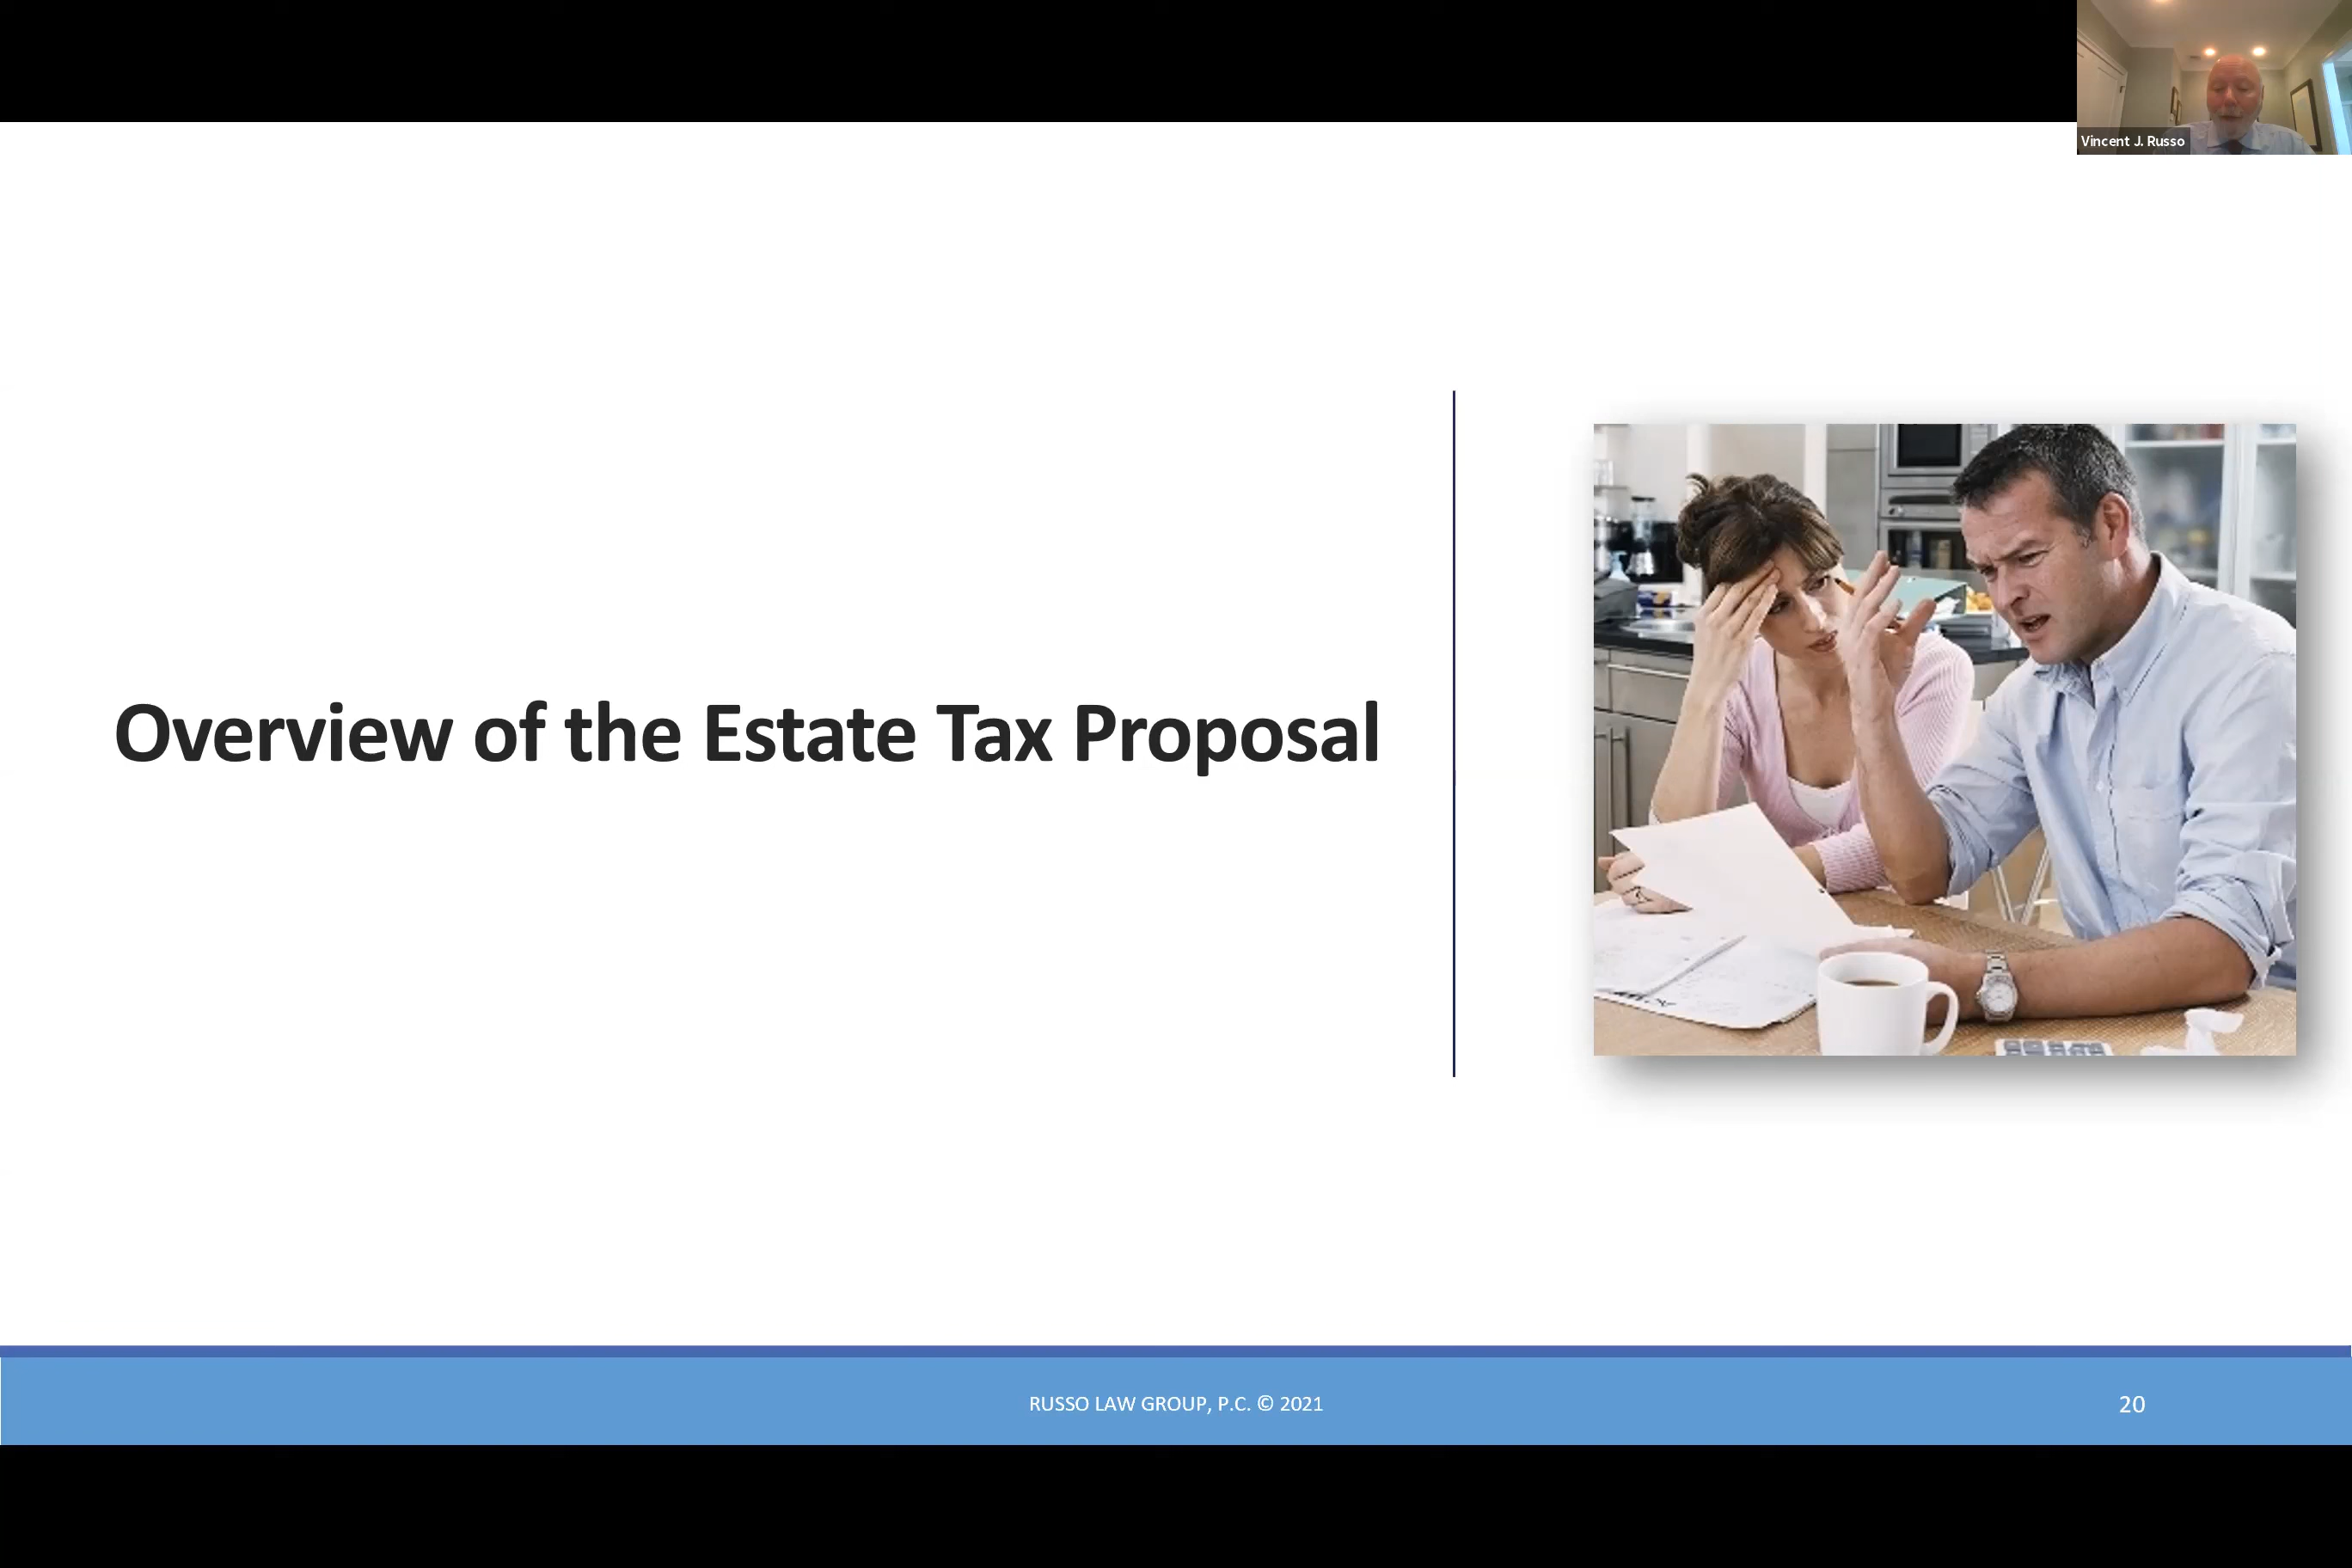 Vincent J. Russo
Overview of the Estate Tax Proposal
RUSSO LAW GROUP, P.C. © 2021
20